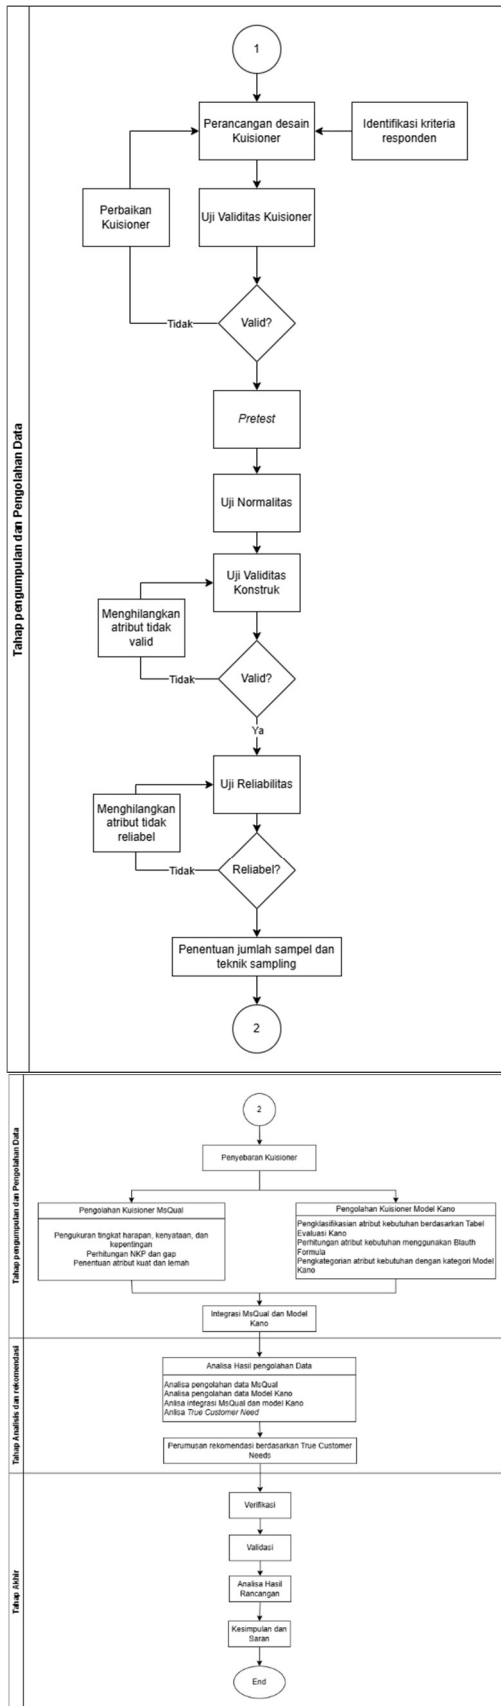 Tahap pengumpulan dan Pengolahan Data
1
Perancangan desain
Kuisioner
Identifikasi kriteria
responden
Perbaikan
Kuisioner
Uji Validitas Kuisioner
Tidak
Valid?
Pretest
Uji Normalitas
Uji Validitas
Konstruk
Menghilangkan
atribut tidak
valid
Tidak
Valid?
Ya
Uji Reliabilitas
Menghilangkan
atribut tidak
reliabel
Tidak
Reliabel?
Penentuan jumlah sampel dan
teknik sampling
2
Tahap pengumpulan dan Pengolahan Data
2
Penyebaran Kuisioner
Pengolahan Kuisioner MsQual
Pengukuran tingkat harapan, kenyataan, dan
kepentingan
Perhitungan NKP dan gap
Penentuan atribut kuat dan lemah
Pengolahan Kuisioner Model Kano
Pengklasifikasian atribut kebutuhan berdasarkan Tabel
Evaluasi Kano
Perhitungan atribut kebutuhan menggunakan Blauth
Formula
Pengkategorian atribut kebutuhan dengan kategori Model
Kano
Integrasi MsQual dan Model
Kano
Tahap Analisis dan rekomendasi
Analisa Hasil pengolahan Data
Analisa pengolahan data MsQual
Analisa pengolahan data Model Kano
Anlisa integrasi MsQual dan model Kano
Anlisa True Customer Need
Perumusan rekomendasi berdasarkan True Customer
Needs
Tahap Akhir
Verifikasi
Validasi
Analisa Hasil
Rancangan
Kesimpulan dan
Saran
End